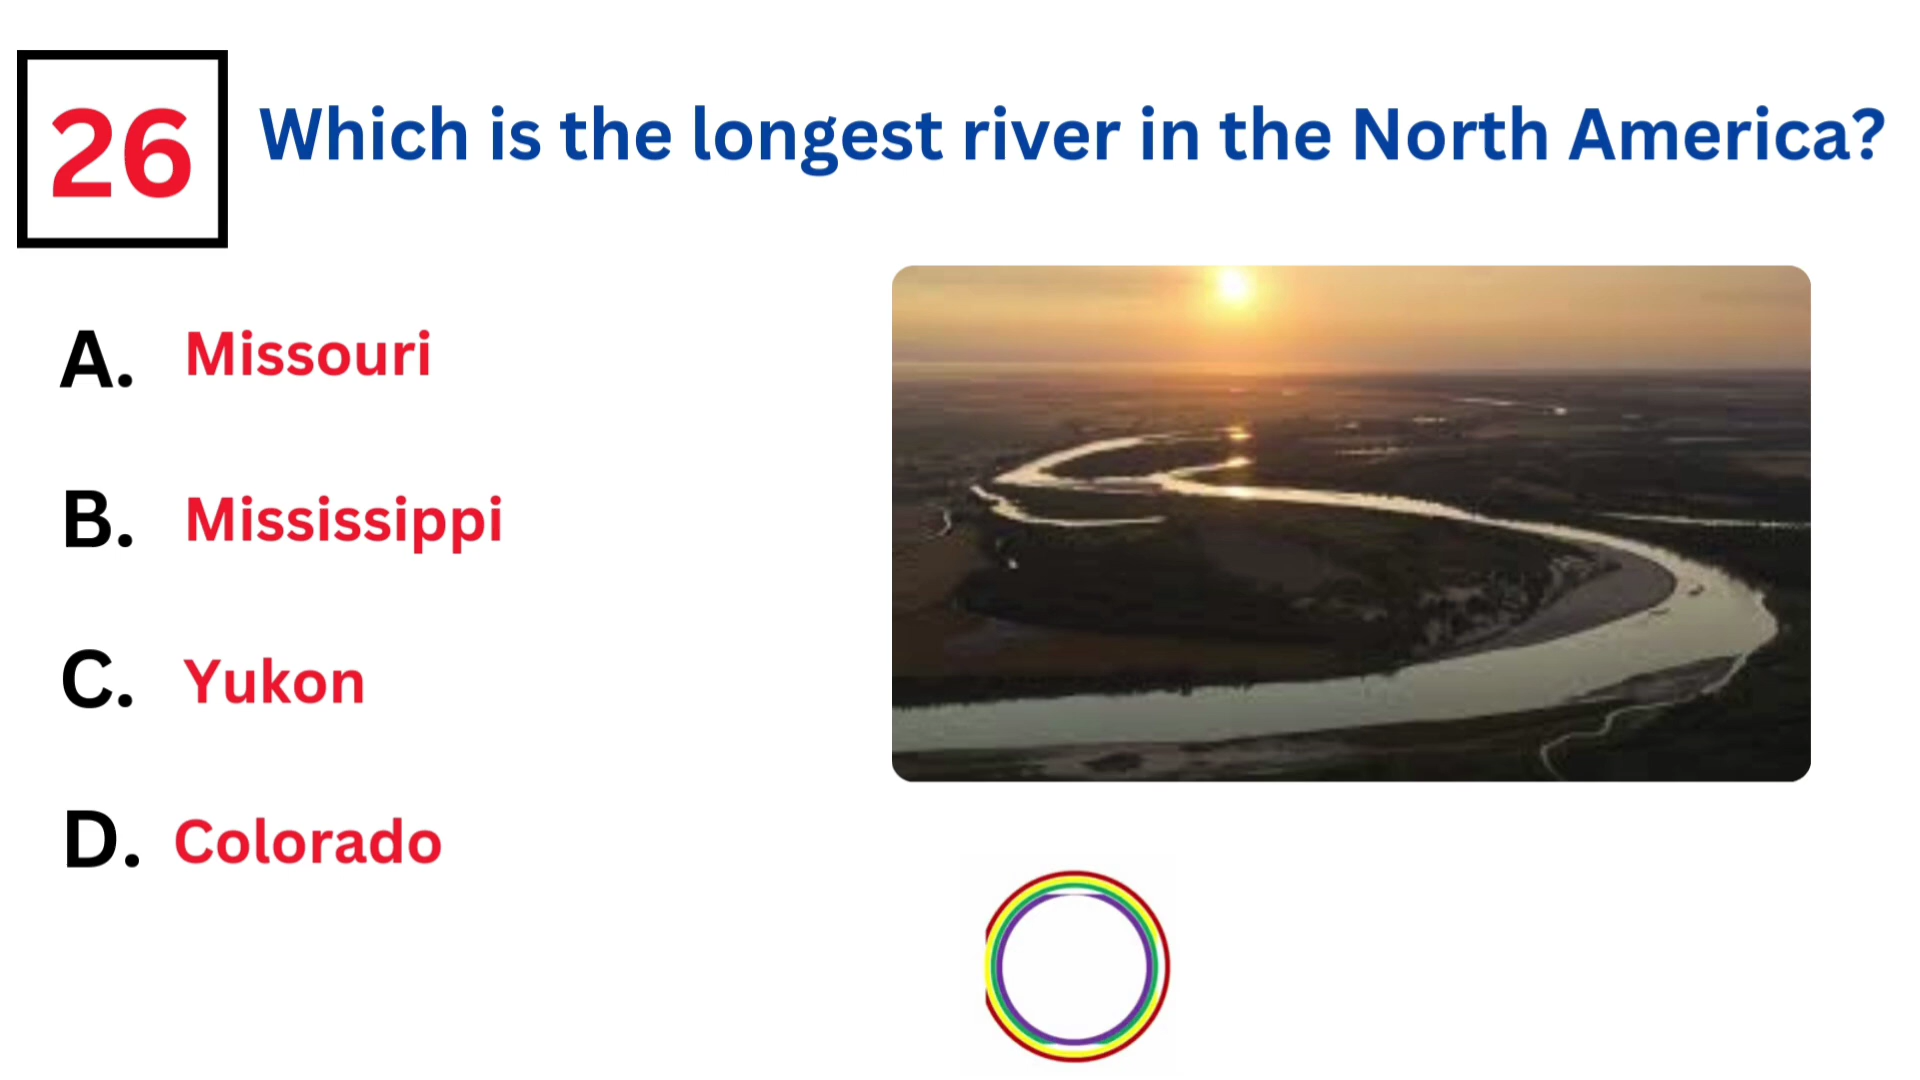 26 Which is the longest river in the North America?
A. Missouri
B. Mississippi
C. Yukon
D. Colorado